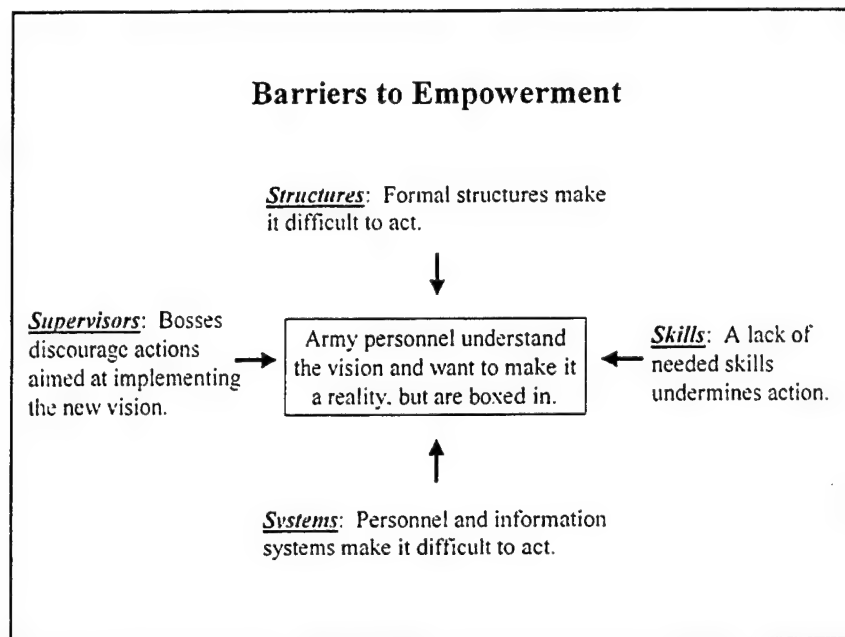 Barriers to Empowerment
Structures: Formal structures make
it difficult to act.
Supervisors: Bosses
discourage actions
aimed at implementing
the new vision.
Army personnel understand
the vision and want to make it
a reality, but are boxed in.
Skills: A lack of
needed skills
undermines action.
Systems: Personnel and information
systems make it difficult to act.